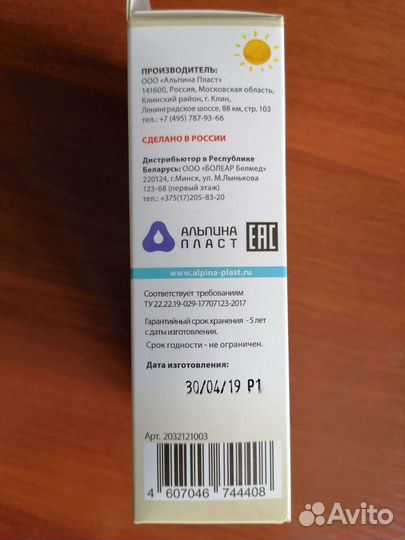 ПРОИЗВОДИТЕЛЬ:
ООО «Альпина Пласт»
141600, Россия, Московская область,
Клинский район, г. Клин,
Ленинградское шоссе, 88 км, стр. 103
тел.: +7 (495) 787-93-66
СДЕЛАНО В РОССИИ
Дистрибьютор в Республике
Беларусь: ООО «БОЛЕАР Белмед»
220124, г.Минск, ул. М.Лынькова
123-68 (первый этаж)
тел.: +375(17)205-83-20
АЛЬПИНА
ПЛАСТ
EAC
www.alpina-plast.ru
Соответствует требованиям
ТУ 22.22.19-029-17707123-2017
Гарантийный срок хранения - 5 лет
с даты изготовления.
Срок годности - не ограничен.
Дата изготовления:
30/04/19 P1
Арт. 2032121003
4 607046 744408
Avito